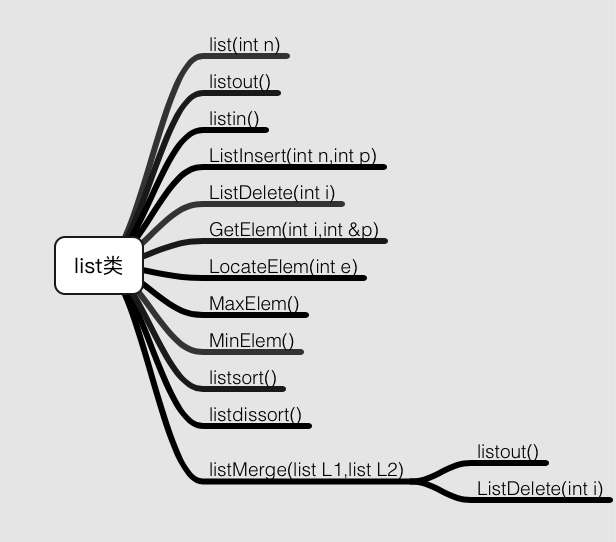 list(int n)
listout()
listin()
ListInsert(int n,int p)
ListDelete(int i)
GetElem(int i,int &p)
list类
LocateElem(int e)
MaxElem()
MinElem()
listsort()
listdissort()
listMerge(list L1,list L2)
listout()
ListDelete(int i)